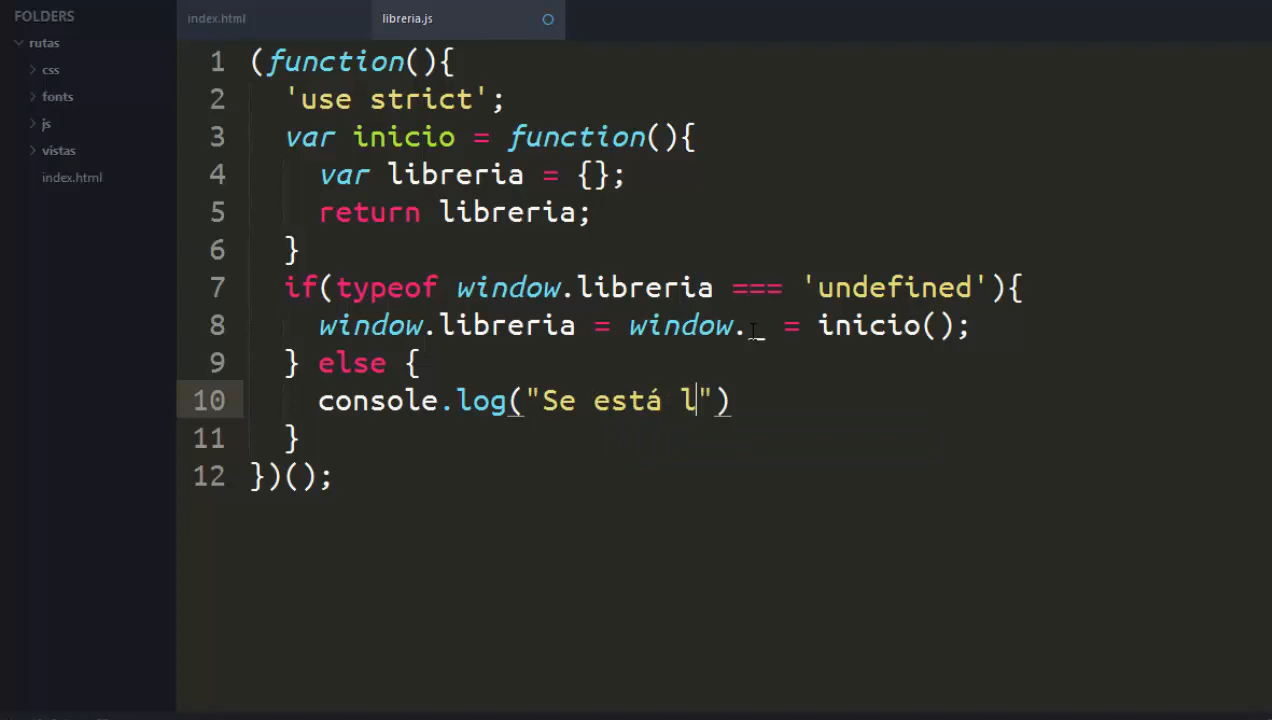 FOLDERS
rutas
css
fonts
js
vistas
index.html
index.html
libreria.js
1 (function(){
2 'use strict';
3 var inicio = function(){
4 var libreria = {};
5 return libreria;
6 }
7 if(typeof window.libreria === 'undefined'){
8 window.libreria = window._ = inicio();
9 } else {
10 console.log("Se está l")
11 }
12 })();